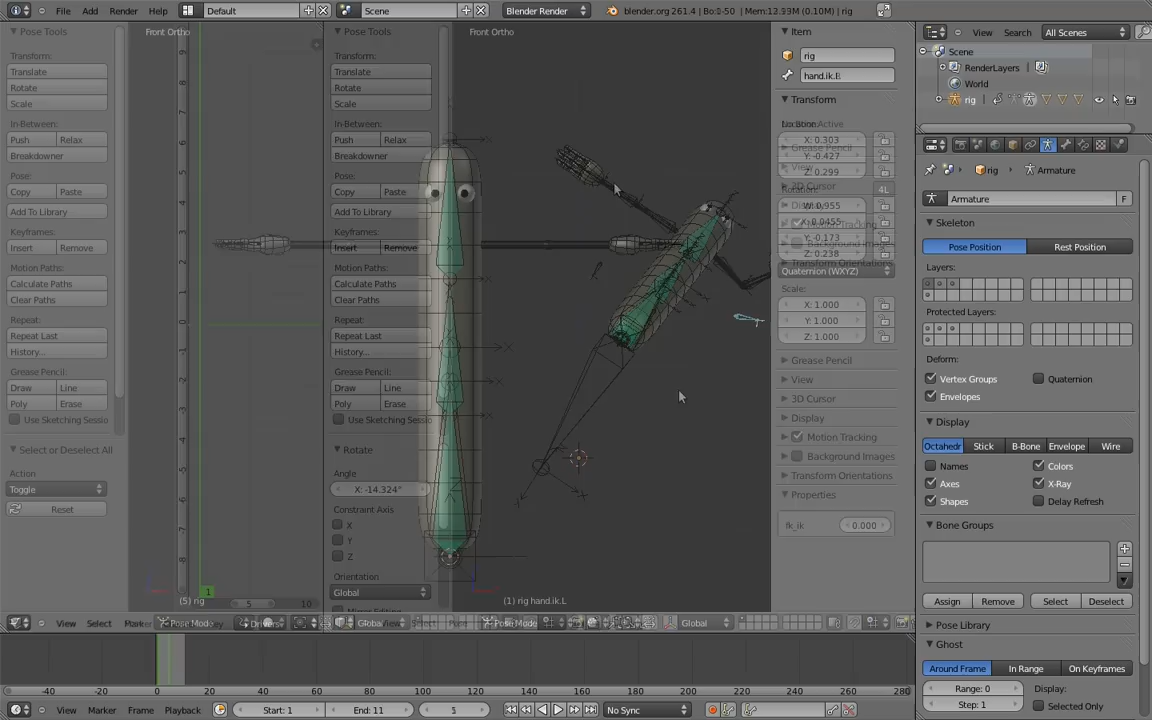 File Add Render Help Default Scene Blender Render blender.org 261.4 | Bo:0-50 | Mem:12.99M (0.10M) | rig
Pose Tools
Transform:
Translate
Rotate
Scale
In-Between:
Push Relax
Breakdowner
Pose:
Copy Paste
Add To Library
Keyframes:
Insert Remove
Motion Paths:
Calculate Paths
Clear Paths
Repeat:
Repeat Last
History...
Grease Pencil:
Draw Line
Poly Erase
Use Sketching Sessio
Select or Deselect All
Action
Toggle
Reset
Front Ortho
(5) rig
Pose Tools
Transform:
Translate
Rotate
Scale
In-Between:
Push Relax
Breakdowner
Pose:
Copy Paste
Add To Library
Keyframes:
Insert Remove
Motion Paths:
Calculate Paths
Clear Paths
Repeat:
Repeat Last
History...
Grease Pencil:
Draw Line
Poly Erase
Use Sketching Sessio
Rotate
Angle
X: -14.324°
Constraint Axis
X
Y
Z
Orientation
Global
Front Ortho
(1) rig hand.ik.L
Item
rig
Transform
X: 0.303
Y: -0.427
Z: 0.299
4L
W: 0.955
Y: -0.173
Z: 0.238
Quaternion (WXYZ)
Scale:
X: 1.000
Y: 1.000
Z: 1.000
Grease Pencil
View
3D Cursor
Display
Motion Tracking
Background Images
Transform Orientations
Properties
fk_ik 0.000
View Select Pose Mode Global Pose Mode Global
-40 -20 0 20 40 60 80 100 120 140 160 180 200 220 240 260 280
View Marker Frame Playback Start: 1 End: 11 5 No Sync
View Search All Scenes
Scene
RenderLayers
World
rig
rig Armature
Armature F
Skeleton
Pose Position Rest Position
Layers:
Protected Layers:
Deform:
Vertex Groups Quaternion
Envelopes
Display
Octahedr Stick B-Bone Envelope Wire
Names Colors
Axes X-Ray
Shapes Delay Refresh
Bone Groups
Assign Remove Select Deselect
Pose Library
Ghost
Around Frame In Range On Keyframes
Range: 0 Display:
Step: 1 Selected Only